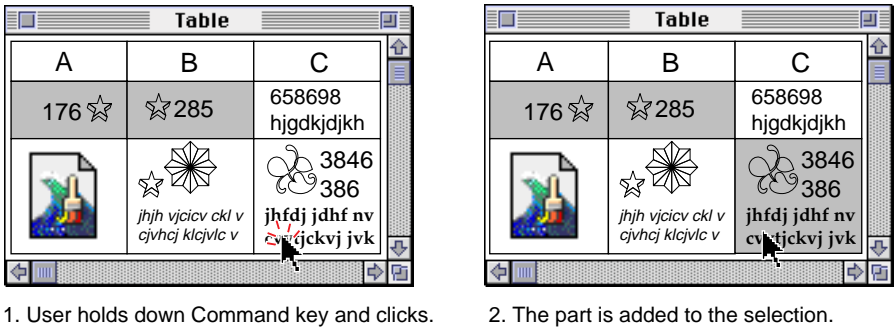 Table
A B C
176 285 658698
hjgdkjdjkh
3846
386
jhjh vjcicv ckl v jhfdj jdhf nv
cjvhcj klcjvlc v jckvj jvk
1. User holds down Command key and clicks.
Table
A B C
176 285 658698
hjgdkjdjkh
3846
386
jhjh vjcicv ckl v jhfdj jdhf nv
cjvhcj klcjvlc v jckvj jvk
2. The part is added to the selection.